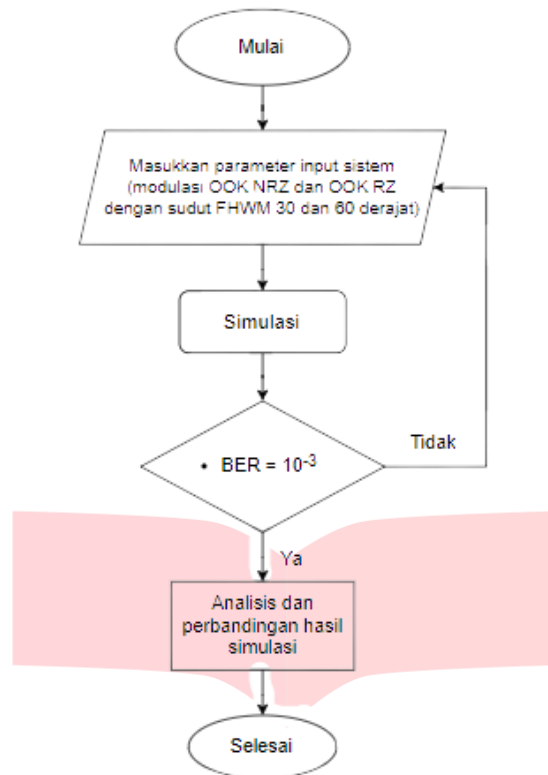 Mulai
Masukkan parameter input sistem
(modulasi OOK NRZ dan OOK RZ
dengan sudut FHWM 30 dan 60 derajat)
Simulasi
• BER = 10⁻³
Tidak
Ya
Analisis dan
perbandingan hasil
simulasi
Selesai